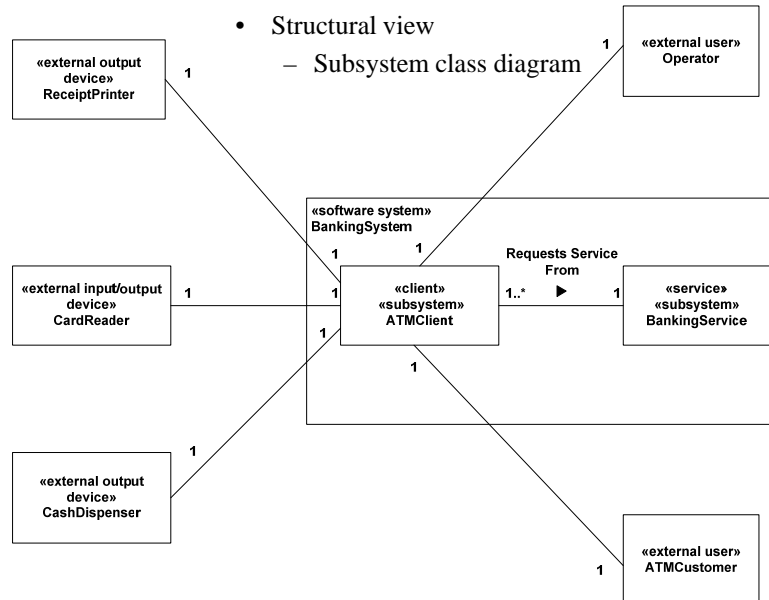 • Structural view
– Subsystem class diagram
«external output
device»
ReceiptPrinter
1
1
«external user»
Operator
«software system»
BankingSystem
1
1
Requests Service
From
«external input/output
device»
CardReader
1
1
«client»
«subsystem»
ATMClient
1..*
1
«service»
«subsystem»
BankingService
1
1
1
«external output
device»
CashDispenser
1
«external user»
ATMCustomer